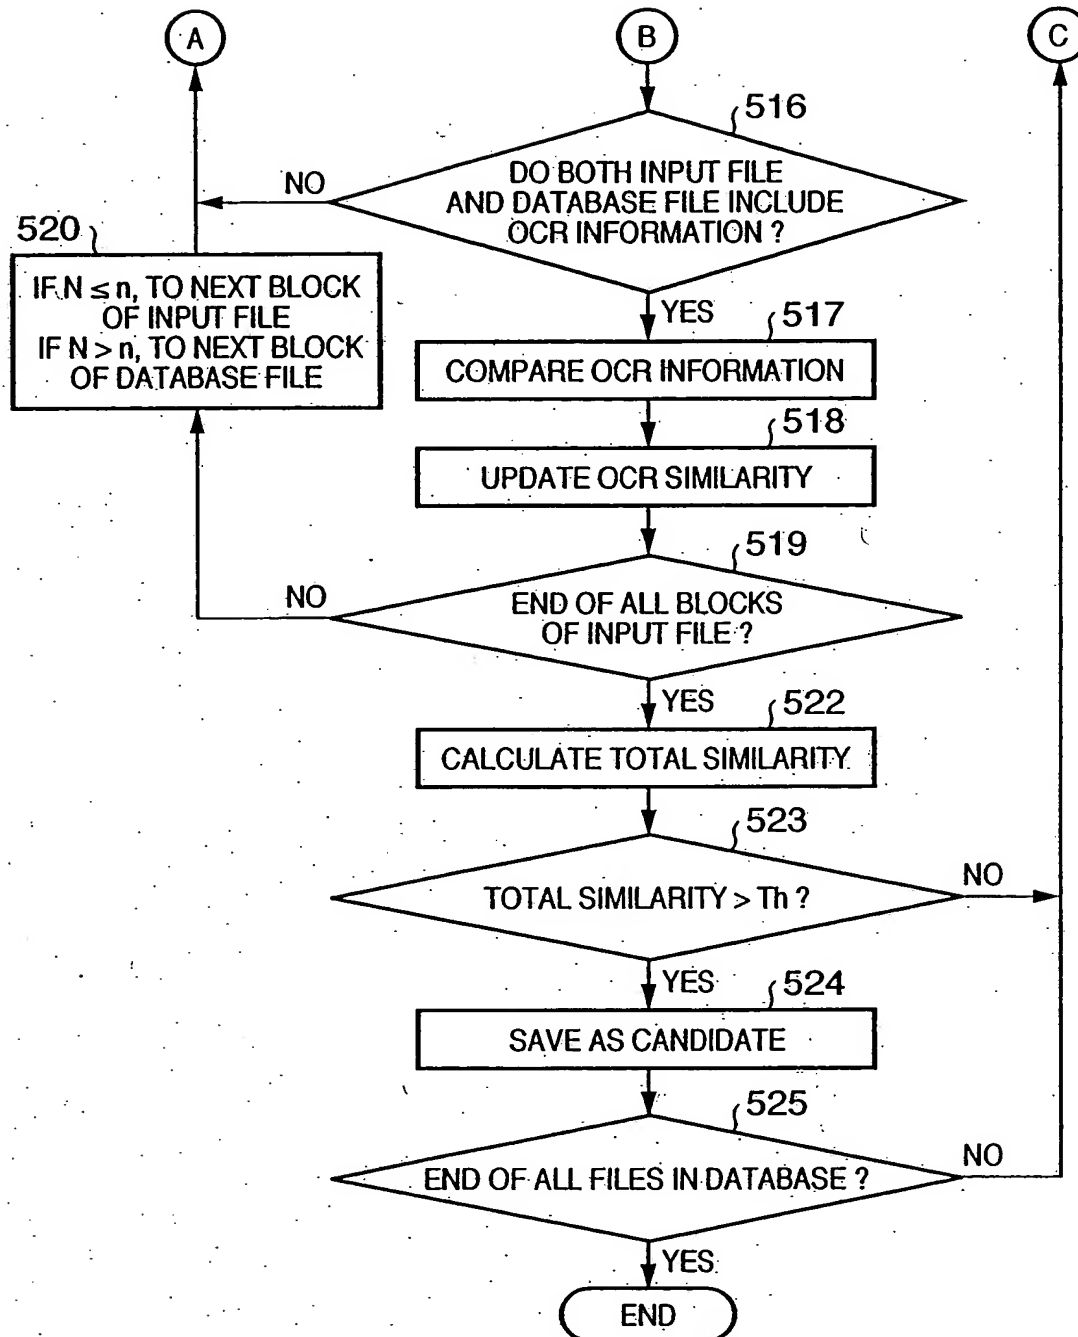 A
B
C
516
DO BOTH INPUT FILE
AND DATABASE FILE INCLUDE
OCR INFORMATION ?
NO
520
IF N ≤ n, TO NEXT BLOCK
OF INPUT FILE
IF N > n, TO NEXT BLOCK
OF DATABASE FILE
YES
517
COMPARE OCR INFORMATION
518
UPDATE OCR SIMILARITY
519
NO
END OF ALL BLOCKS
OF INPUT FILE ?
YES
522
CALCULATE TOTAL SIMILARITY
523
TOTAL SIMILARITY > Th ?
NO
YES
524
SAVE AS CANDIDATE
525
END OF ALL FILES IN DATABASE ?
NO
YES
END